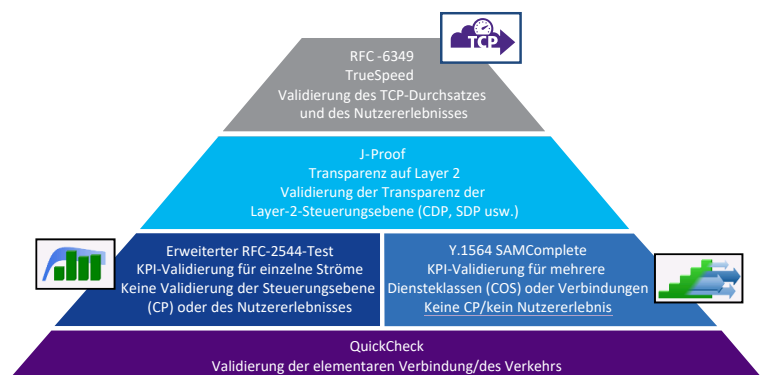 TCP
RFC -6349
TrueSpeed
Validierung des TCP-Durchsatzes
und des Nutzererlebnisses
J-Proof
Transparenz auf Layer 2
Validierung der Transparenz der
Layer-2-Steuerungsebene (CDP, SDP usw.)
Erweiterter RFC-2544-Test
KPI-Validierung für einzelne Ströme
Keine Validierung der Steuerungsebene
(CP) oder des Nutzererlebnisses
Y.1564 SAMComplete
KPI-Validierung für mehrere
Diensteklassen (COS) oder Verbindungen
Keine CP/kein Nutzererlebnis
QuickCheck
Validierung der elementaren Verbindung/des Verkehrs